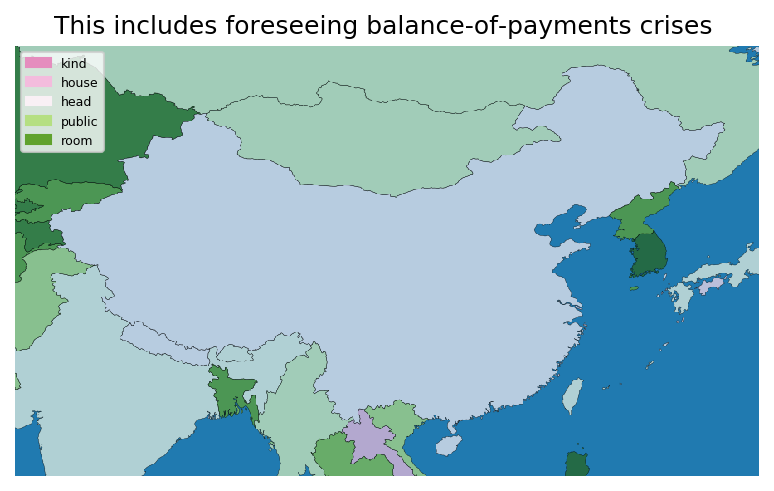 This includes foreseeing balance-of-payments crises
kind
house
head
public
room